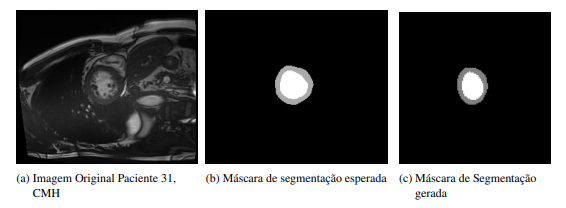 (a) Imagem Original Paciente 31,
CMH
(b) Máscara de segmentação esperada
(c) Máscara de Segmentação
gerada